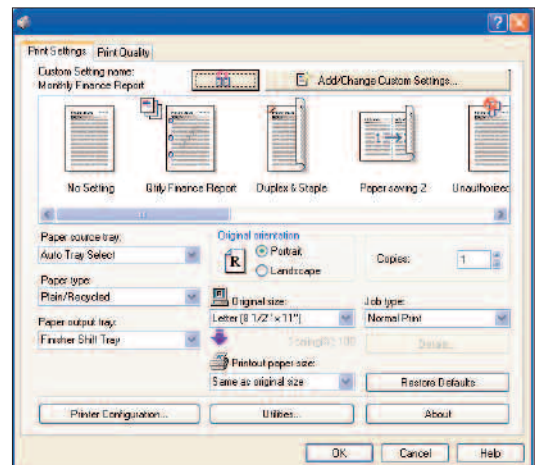 Print Settings Print Quality
Custom Setting name:
Monthly Finance Report
Add/Change Custom Settings...
No Setting Qtrly Finance Report Duplex & Staple Paper saving 2 Unauthorized
Paper source tray:
Auto Tray Select
Paper type:
Plain/Recycled
Paper output tray:
Finisher Shift Tray
Original orientation
R
Portrait
Landscape
Original size:
Letter (8 1/2" x 11")
Printout paper size:
Same as original size
Copies: 1
Job type:
Normal Print
Details...
Restore Defaults
Printer Configuration... Utilities... About
OK Cancel Help